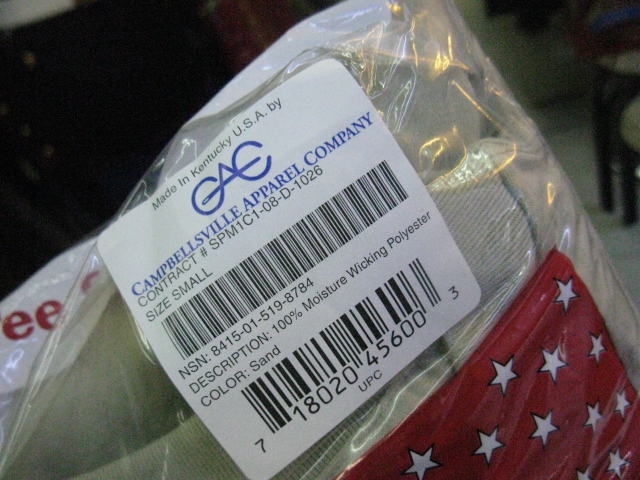 Made In Kentucky U.S.A. by
CAC
CAMPBELLSVILLE APPAREL COMPANY
CONTRACT # SPM1C1-08-D-1026
SIZE SMALL
NSN: 8415-01-519-8784
DESCRIPTION: 100% Moisture Wicking Polyester
COLOR: Sand
7 18020 45600 3
UPC
ee